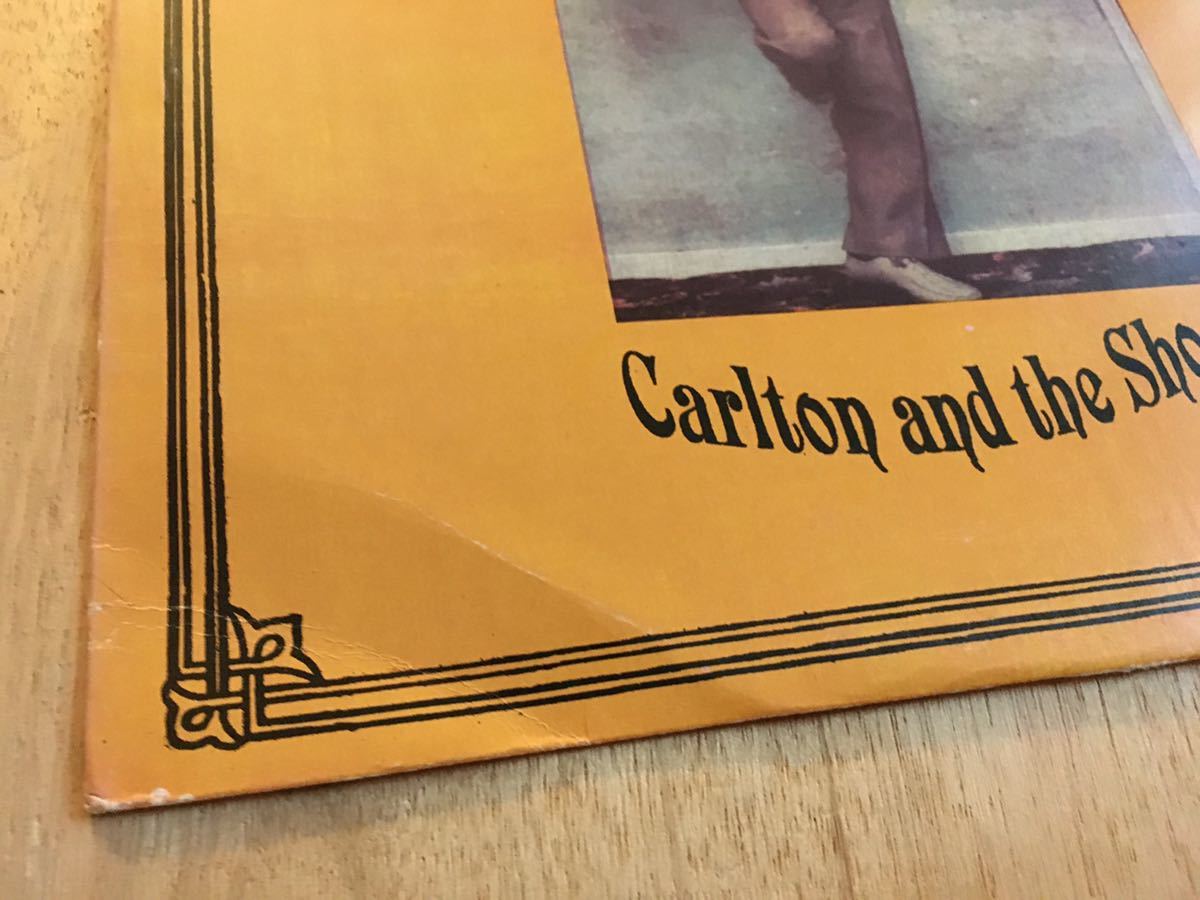 Carlton and the Sho